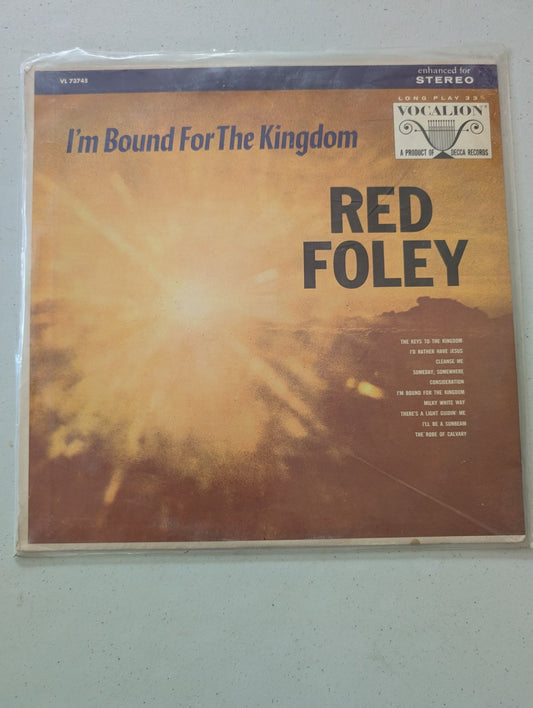 VL 73745
enhanced for
STEREO
LONG PLAY 33⅓
VOCALION®
A PRODUCT OF DECCA RECORDS
I'm Bound For The Kingdom
RED
FOLEY
THE KEYS TO THE KINGDOM
I'D RATHER HAVE JESUS
CLEANSE ME
SOMEDAY, SOMEWHERE
CONSIDERATION
I'M BOUND FOR THE KINGDOM
MILKY WHITE WAY
THERE'S A LIGHT GUIDIN' ME
I'LL BE A SUNBEAM
THE ROBE OF CALVARY